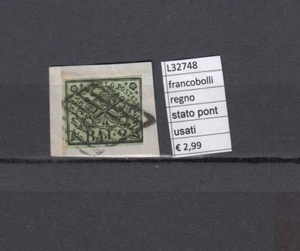 L32748
francobolli
regno
stato pont
usati
€ 2,99
BAJ. 2